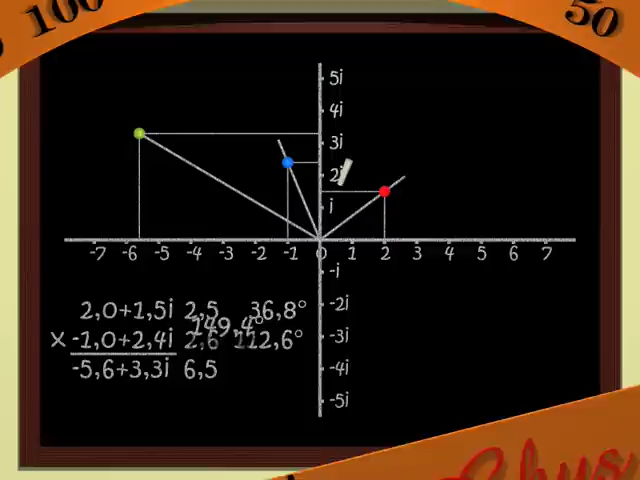 100
50
5i
4i
3i
2i
i
-7 -6 -5 -4 -3 -2 -1 0 1 2 3 4 5 6 7
-i
-2i
-3i
-4i
-5i
2,0+1,5i 2,5 36,8°
149,4°
× -1,0+2,4i 2,6 112,6°
-5,6+3,3i 6,5